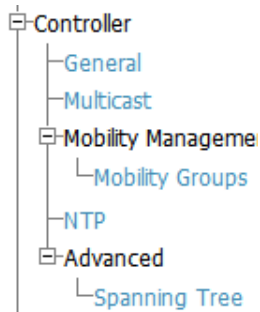 Controller
General
Multicast
Mobility Manageme
Mobility Groups
NTP
Advanced
Spanning Tree